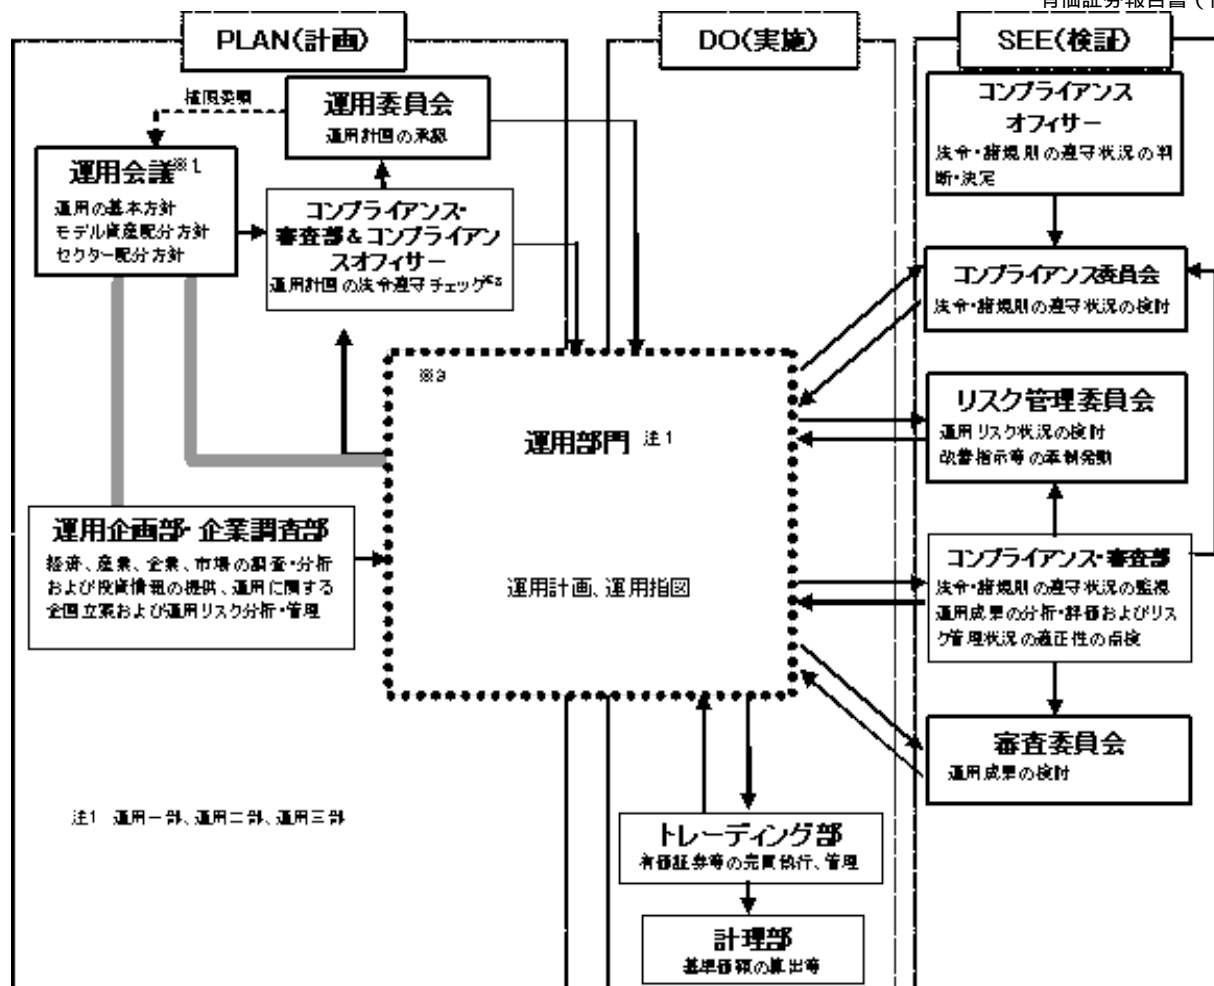 有価証券報告書
PLAN(計画)
DO(実施)
SEE(検証)
権限委嘱
運用委員会
運用計画の承認
運用会議※1
運用の基本方針
モデル資産配分方針
セクター配分方針
コンプライアンス・
審査部&コンプライアン
スオフィサー
運用計画の法令遵守チェック
コンプライアンス
オフィサー
法令・諸規則の遵守状況の判
断・決定
コンプライアンス委員会
法令・諸規則の遵守状況の検討
※3
運用部門 注1
運用計画、運用指図
リスク管理委員会
運用リスク状況の検討
改善指示等の牽制発動
運用企画部・企業調査部
経済、産業、企業、市場の調査・分析
および投資情報の提供、運用に関する
企画立案および運用リスク分析・管理
コンプライアンス・審査部
法令・諸規則の遵守状況の監視
運用成果の分析・評価およびリス
ク管理状況の適正性の点検
審査委員会
運用成果の検討
注1 運用一部、運用二部、運用三部
トレーディング部
有価証券等の売買執行、管理
計理部
基準価額の算出等